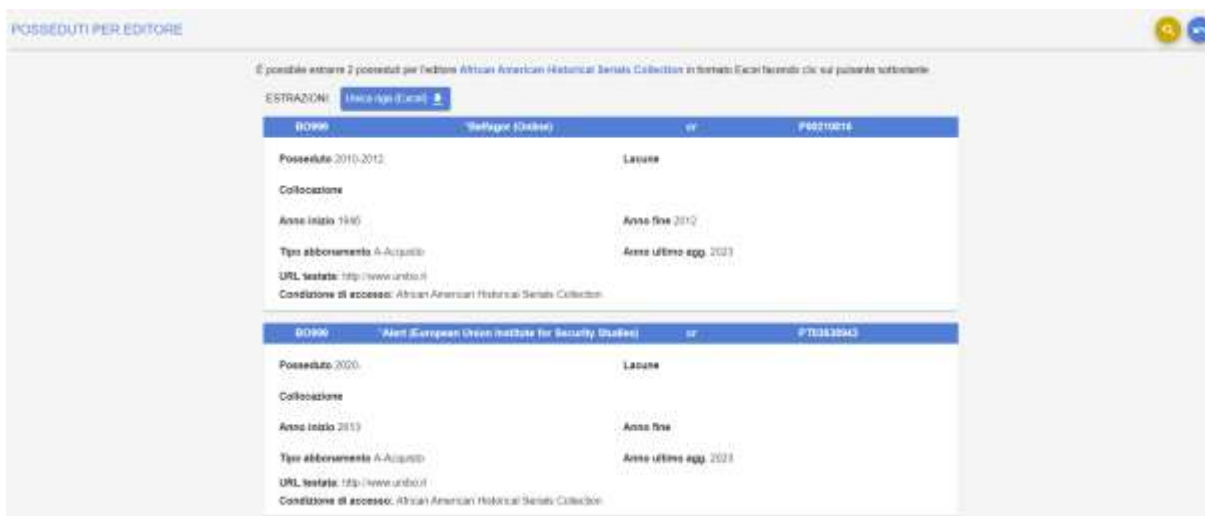 POSSEDUTI PER EDITORE
È possibile estrarre 2 posseduti per l'editore African American Historical Serials Collection in formato Excel facendo clic sul pulsante sottostante
ESTRAZIONI: Unica riga (Excel)
BO999 'Belfagor (Online) or
Posseduto 2010-2012; Lacune
Collocazione
Anno inizio 1946 Anno fine 2012
Tipo abbonamento A-Acquisto Anno ultimo agg. 2023
URL testata: http://www.unibo.it
Condizione di accesso: African American Historical Serials Collection
BO999 'Alert (European Union Institute for Security Studies) or
Posseduto 2020- Lacune
Collocazione
Anno inizio 2013 Anno fine
Tipo abbonamento A-Acquisto Anno ultimo agg. 2023
URL testata: http://www.unibo.it
Condizione di accesso: African American Historical Serials Collection